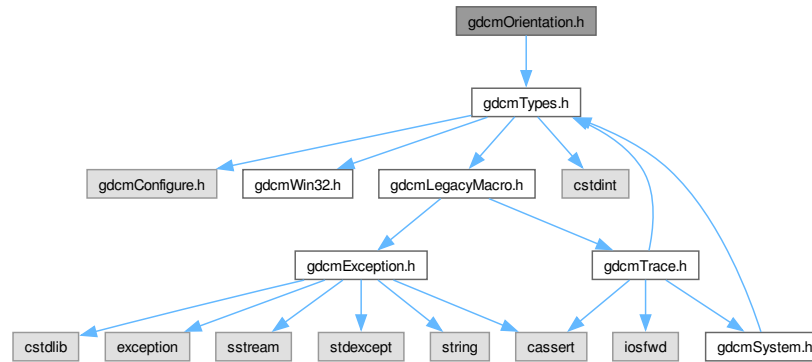 gdcmOrientation.h
gdcmTypes.h
gdcmConfigure.h
gdcmWin32.h
gdcmLegacyMacro.h
cstdint
gdcmException.h
gdcmTrace.h
cstdlib
exception
sstream
stdexcept
string
cassert
iosfwd
gdcmSystem.h